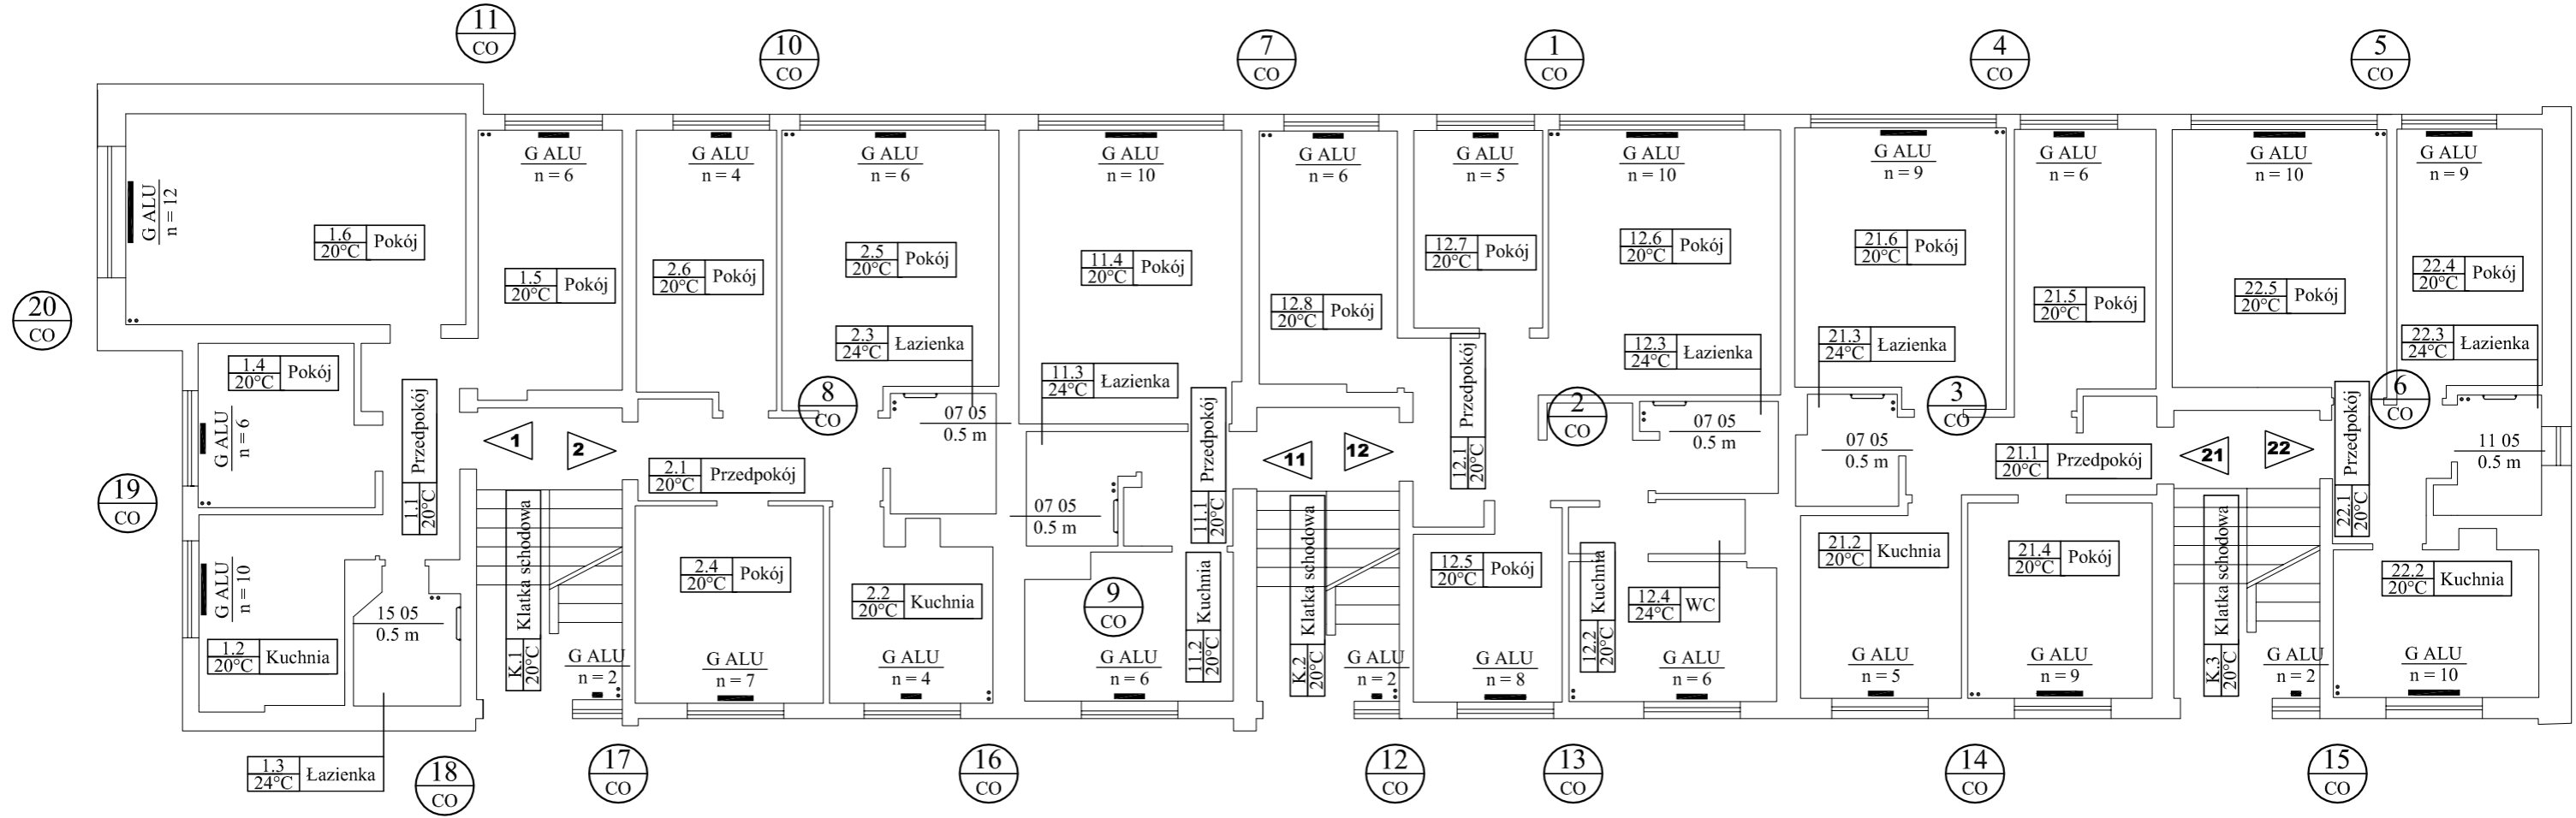 11
CO
10
CO
7
CO
1
CO
4
CO
5
CO
G ALU
n = 12
G ALU
n = 6
G ALU
n = 4
G ALU
n = 6
G ALU
n = 10
G ALU
n = 6
G ALU
n = 5
G ALU
n = 10
G ALU
n = 9
G ALU
n = 6
G ALU
n = 10
G ALU
n = 9
1.6
20°C
Pokój
1.5
20°C
Pokój
2.6
20°C
Pokój
2.5
20°C
Pokój
11.4
20°C
Pokój
12.8
20°C
Pokój
12.7
20°C
Pokój
12.6
20°C
Pokój
21.6
20°C
Pokój
21.5
20°C
Pokój
22.5
20°C
Pokój
22.4
20°C
Pokój
20
CO
1.4
20°C
Pokój
2.3
24°C
Łazienka
11.3
24°C
Łazienka
12.3
24°C
Łazienka
21.3
24°C
Łazienka
22.3
24°C
Łazienka
G ALU
n = 6
1.1
20°C
Przedpokój
1
2
8
CO
07 05
0.5 m
2.1
20°C
Przedpokój
07 05
0.5 m
11.1
20°C
Przedpokój
11
12
12.1
20°C
Przedpokój
2
CO
07 05
0.5 m
07 05
0.5 m
3
CO
21.1
20°C
Przedpokój
21
22
22.1
20°C
Przedpokój
6
CO
11 05
0.5 m
19
CO
G ALU
n = 10
1.2
20°C
Kuchnia
15 05
0.5 m
K.1
20°C
Klatka schodowa
G ALU
n = 2
2.4
20°C
Pokój
G ALU
n = 7
2.2
20°C
Kuchnia
G ALU
n = 4
9
CO
G ALU
n = 6
11.2
20°C
Kuchnia
K.2
20°C
Klatka schodowa
G ALU
n = 2
12.5
20°C
Pokój
G ALU
n = 8
12.2
20°C
Kuchnia
12.4
24°C
WC
G ALU
n = 6
21.2
20°C
Kuchnia
G ALU
n = 5
21.4
20°C
Pokój
G ALU
n = 9
K.3
20°C
Klatka schodowa
G ALU
n = 2
22.2
20°C
Kuchnia
G ALU
n = 10
1.3
24°C
Łazienka
18
CO
17
CO
16
CO
12
CO
13
CO
14
CO
15
CO